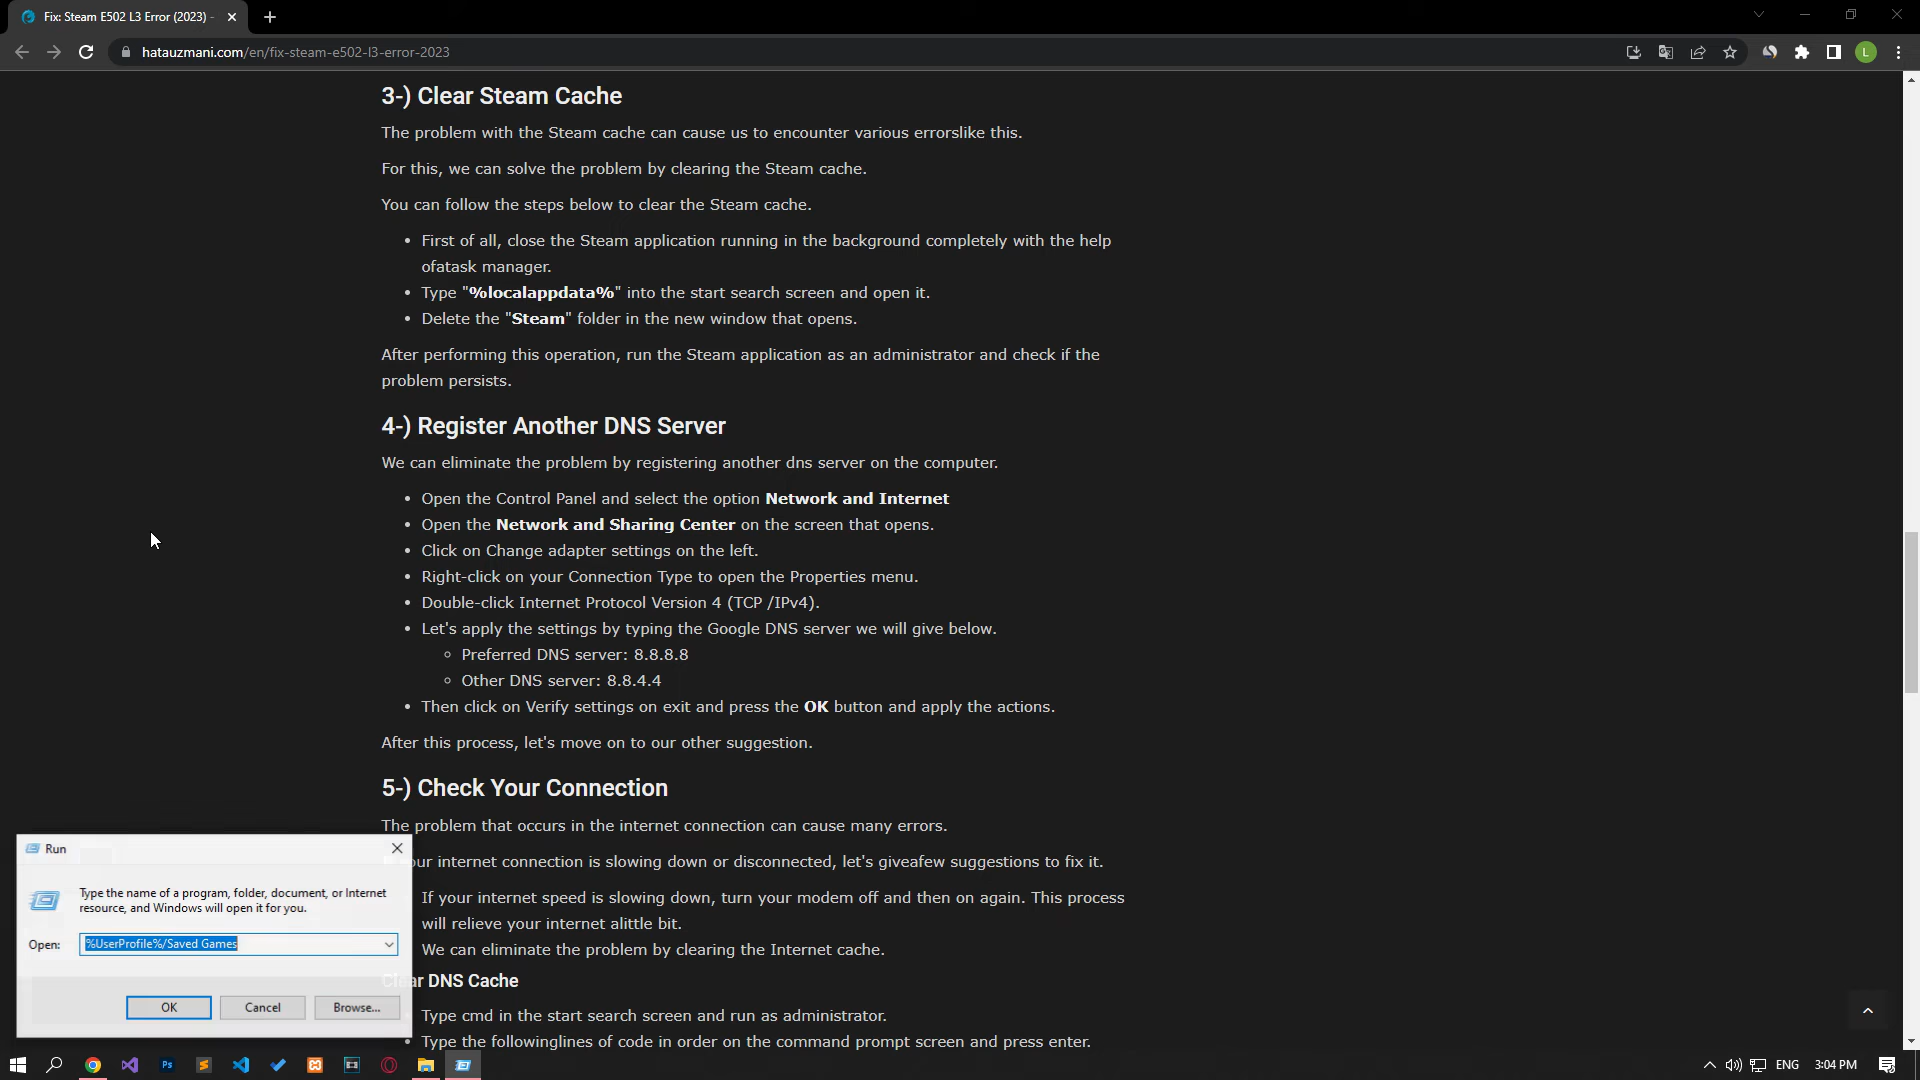 Fix: Steam E502 L3 Error (2023) -
hatauzmani.com/en/fix-steam-e502-l3-error-2023
L
3-) Clear Steam Cache
The problem with the Steam cache can cause us to encounter various errorslike this.
For this, we can solve the problem by clearing the Steam cache.
You can follow the steps below to clear the Steam cache.
First of all, close the Steam application running in the background completely with the help
ofatask manager.
Type "%localappdata%" into the start search screen and open it.
Delete the "Steam" folder in the new window that opens.
After performing this operation, run the Steam application as an administrator and check if the
problem persists.
4-) Register Another DNS Server
We can eliminate the problem by registering another dns server on the computer.
Open the Control Panel and select the option Network and Internet
Open the Network and Sharing Center on the screen that opens.
Click on Change adapter settings on the left.
Right-click on your Connection Type to open the Properties menu.
Double-click Internet Protocol Version 4 (TCP /IPv4).
Let's apply the settings by typing the Google DNS server we will give below.
Preferred DNS server: 8.8.8.8
Other DNS server: 8.8.4.4
Then click on Verify settings on exit and press the OK button and apply the actions.
After this process, let's move on to our other suggestion.
5-) Check Your Connection
The problem that occurs in the internet connection can cause many errors.
our internet connection is slowing down or disconnected, let's giveafew suggestions to fix it.
If your internet speed is slowing down, turn your modem off and then on again. This process
will relieve your internet alittle bit.
We can eliminate the problem by clearing the Internet cache.
Clear DNS Cache
Type cmd in the start search screen and run as administrator.
Type the followinglines of code in order on the command prompt screen and press enter.
Run
Type the name of a program, folder, document, or Internet
resource, and Windows will open it for you.
Open:
%UserProfile%/Saved Games
OK
Cancel
Browse...
Ps
ENG
3:04 PM